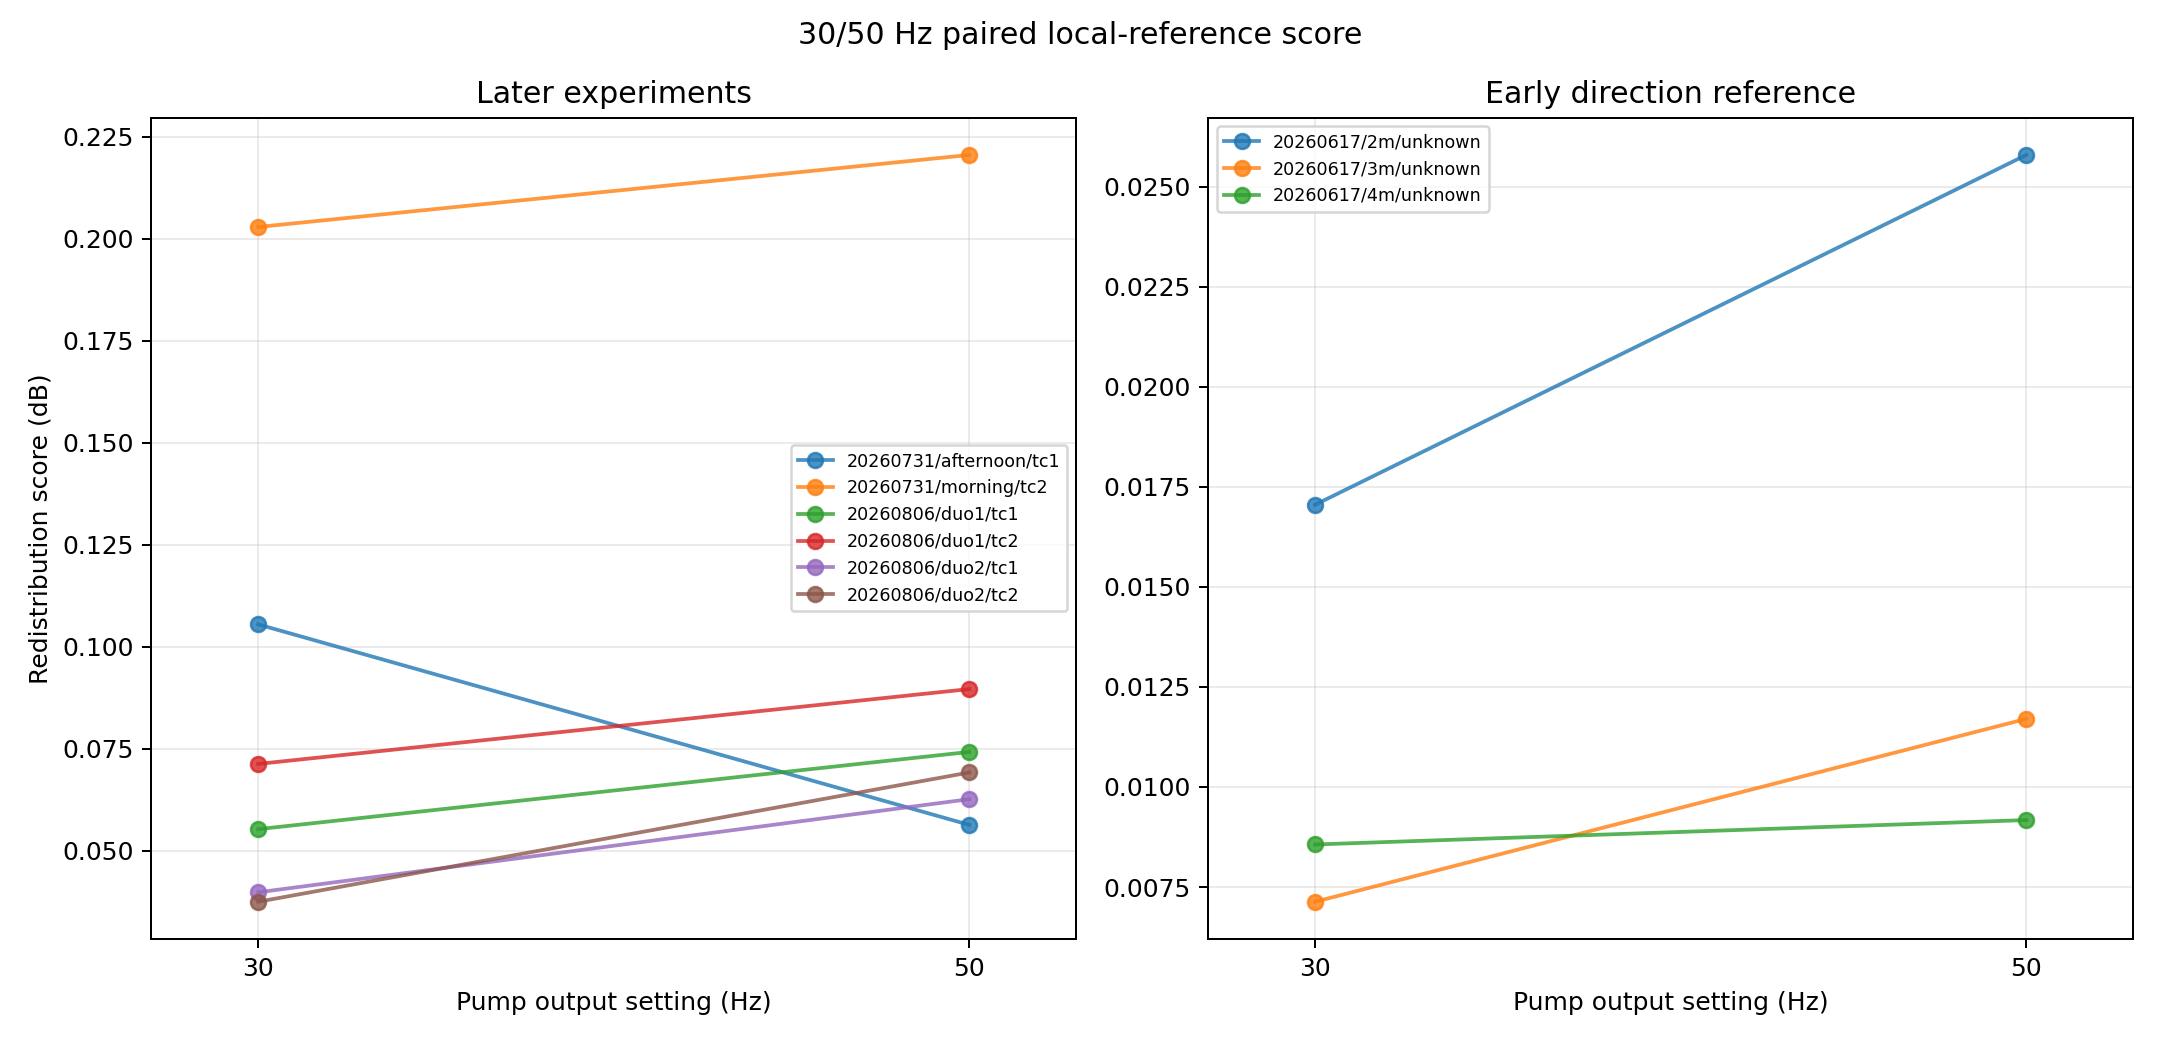 30/50 Hz paired local-reference score
Later experiments
Redistribution score (dB)
0.225
0.200
0.175
0.150
0.125
0.100
0.075
0.050
20260731/afternoon/tc1
20260731/morning/tc2
20260806/duo1/tc1
20260806/duo1/tc2
20260806/duo2/tc1
20260806/duo2/tc2
30
50
Pump output setting (Hz)
Early direction reference
0.0250
0.0225
0.0200
0.0175
0.0150
0.0125
0.0100
0.0075
20260617/2m/unknown
20260617/3m/unknown
20260617/4m/unknown
30
50
Pump output setting (Hz)